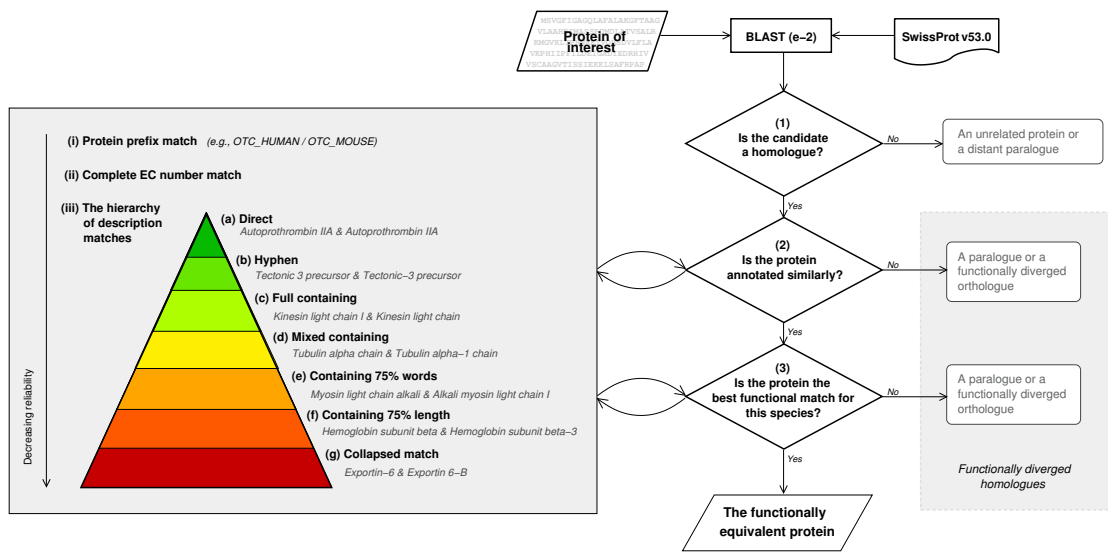 MSVGFIGAGQLAFALAKGFTAAG
Protein of
interest
VSCAAGVTISSIEKKLSAFRPAP
BLAST (e−2)
SwissProt v53.0
(1)
Is the candidate
a homologue?
No
An unrelated protein or
a distant paralogue
Yes
(2)
Is the protein
annotated similarly?
No
A paralogue or a
functionally diverged
orthologue
Yes
(3)
Is the protein the
best functional match for
this species?
No
A paralogue or a
functionally diverged
orthologue
Functionally diverged
homologues
Yes
The functionally
equivalent protein
(i) Protein prefix match (e.g., OTC_HUMAN / OTC_MOUSE)
(ii) Complete EC number match
(iii) The hierarchy
of description
matches
(a) Direct
Autoprothrombin IIA & Autoprothrombin IIA
(b) Hyphen
Tectonic 3 precursor & Tectonic−3 precursor
(c) Full containing
Kinesin light chain I & Kinesin light chain
(d) Mixed containing
Tubulin alpha chain & Tubulin alpha−1 chain
(e) Containing 75% words
Myosin light chain alkali & Alkali myosin light chain I
(f) Containing 75% length
Hemoglobin subunit beta & Hemoglobin subunit beta−3
(g) Collapsed match
Exportin−6 & Exportin 6−B
Decreasing reliability